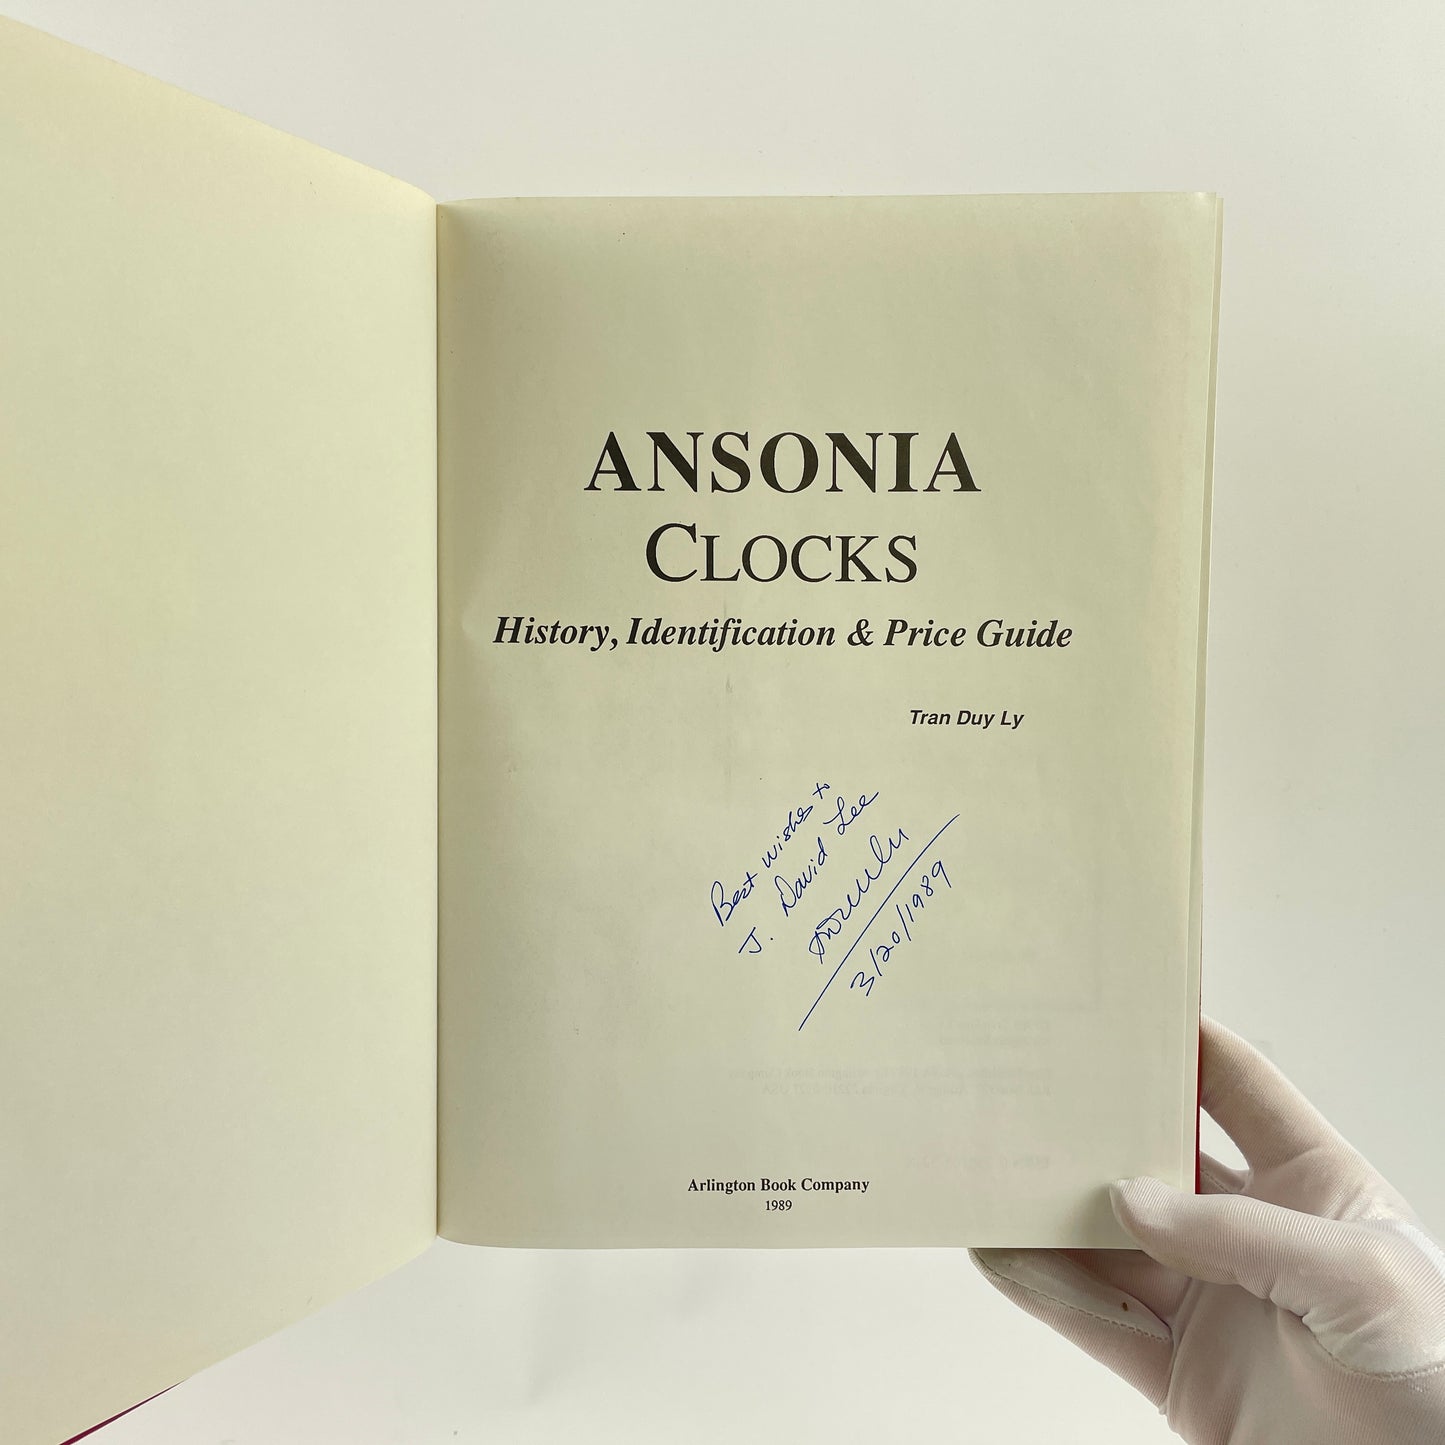 ANSONIA
CLOCKS
History, Identification & Price Guide
Tran Duy Ly
Best wishes to
J. David Lee
3/20/1989
Arlington Book Company
1989